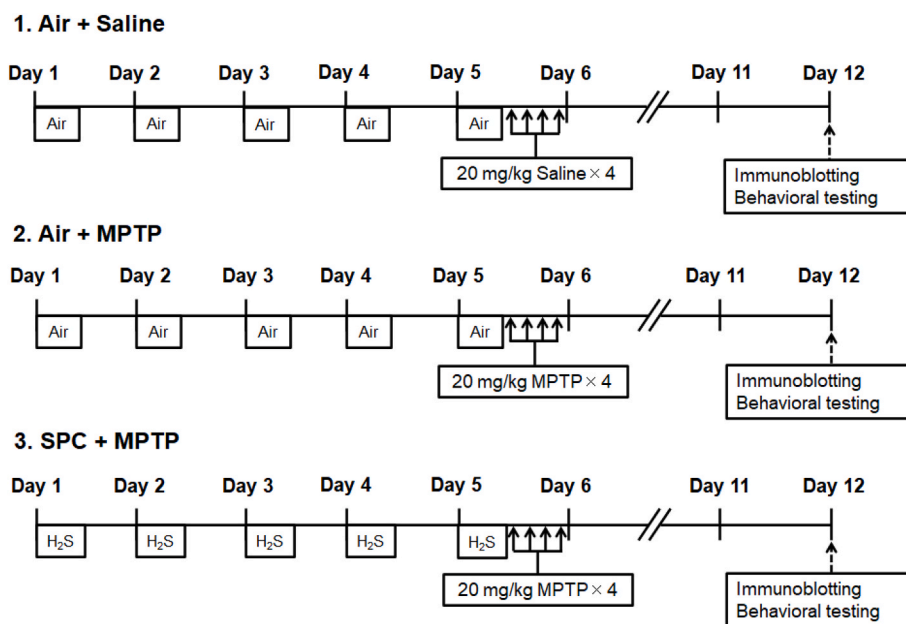 1. Air + Saline
Day 1 Day 2 Day 3 Day 4 Day 5 Day 6 Day 11 Day 12
Air Air Air Air Air
20 mg/kg Saline × 4
Immunoblotting
Behavioral testing
2. Air + MPTP
Day 1 Day 2 Day 3 Day 4 Day 5 Day 6 Day 11 Day 12
Air Air Air Air Air
20 mg/kg MPTP × 4
Immunoblotting
Behavioral testing
3. SPC + MPTP
Day 1 Day 2 Day 3 Day 4 Day 5 Day 6 Day 11 Day 12
H₂S H₂S H₂S H₂S H₂S
20 mg/kg MPTP × 4
Immunoblotting
Behavioral testing